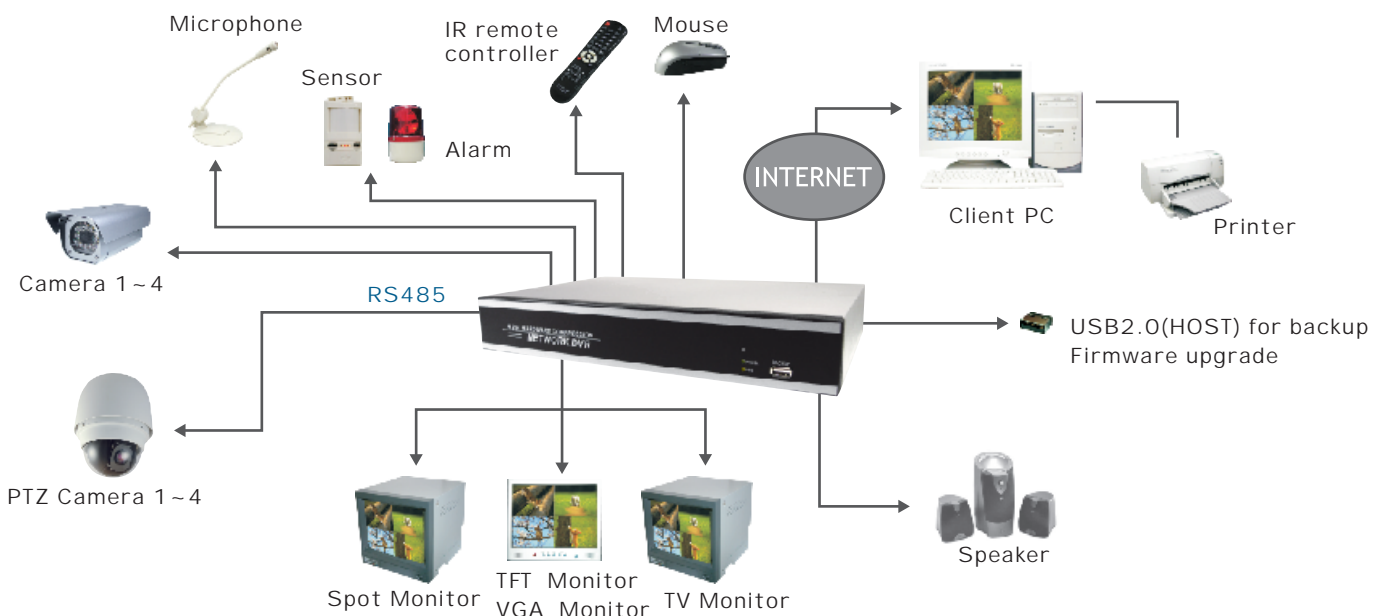 Microphone
IR remote
controller
Mouse
Sensor
Alarm
INTERNET
Client PC
Printer
Camera 1~4
RS485
NETWORK DVR
USB2.0(HOST) for backup
Firmware upgrade
PTZ Camera 1~4
Speaker
Spot Monitor
TFT Monitor
VGA Monitor
TV Monitor